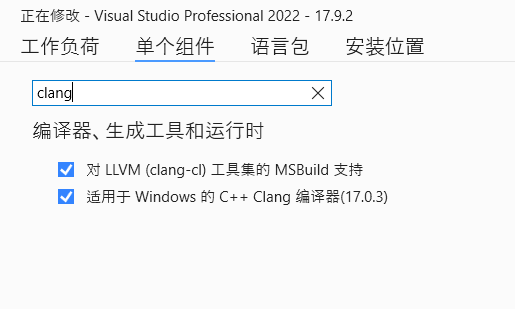 正在修改 - Visual Studio Professional 2022 - 17.9.2
工作负荷 单个组件 语言包 安装位置
clang
编译器、生成工具和运行时
对 LLVM (clang-cl) 工具集的 MSBuild 支持
适用于 Windows 的 C++ Clang 编译器(17.0.3)